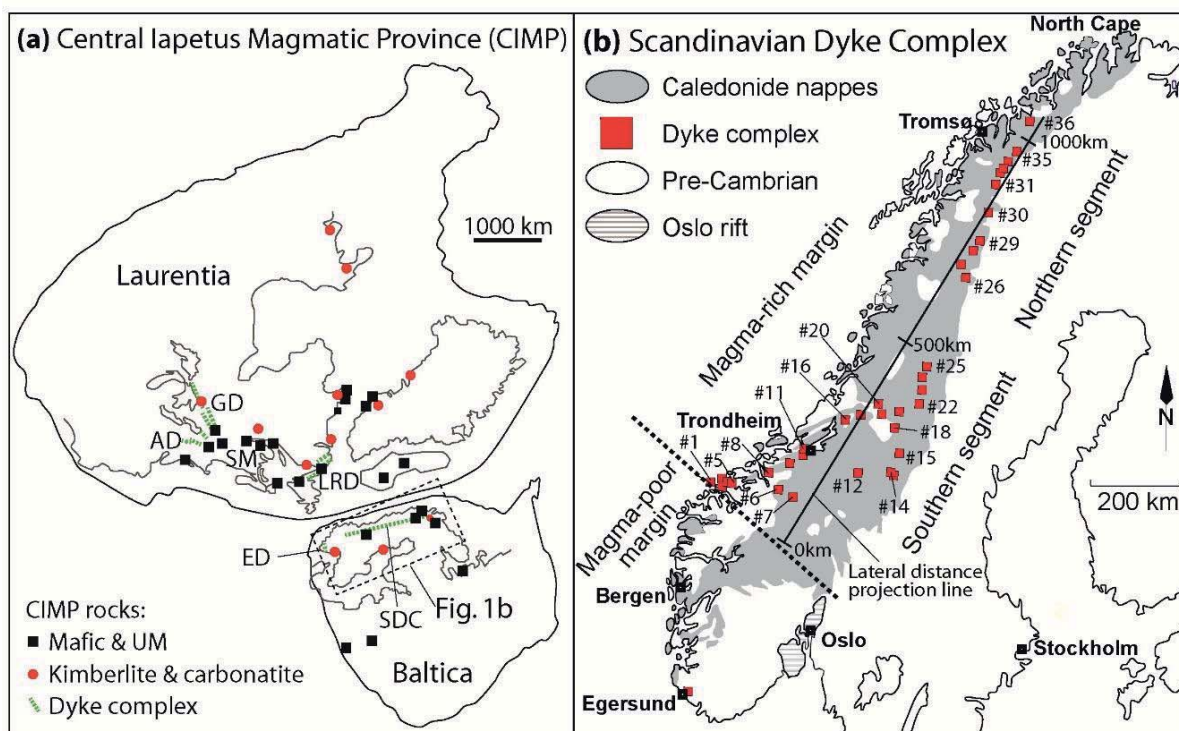 (a) Central Iapetus Magmatic Province (CIMP)
1000 km
Laurentia
GD
AD
SM
LRD
ED
SDC
Fig. 1b
Baltica
CIMP rocks:
Mafic & UM
Kimberlite & carbonatite
Dyke complex
(b) Scandinavian Dyke Complex
North Cape
Caledonide nappes
Dyke complex
Pre-Cambrian
Oslo rift
Tromsø
#36
1000km
#35
#31
#30
#29
#26
Magma-rich margin
Northern segment
#20
500km
#16
#25
#11
#22
Trondheim
#18
#1
#8
#5
#15
#6
#12
#14
#7
N
200 km
Magma-poor
margin
Southern segment
0km
Lateral distance
projection line
Bergen
Oslo
Stockholm
Egersund